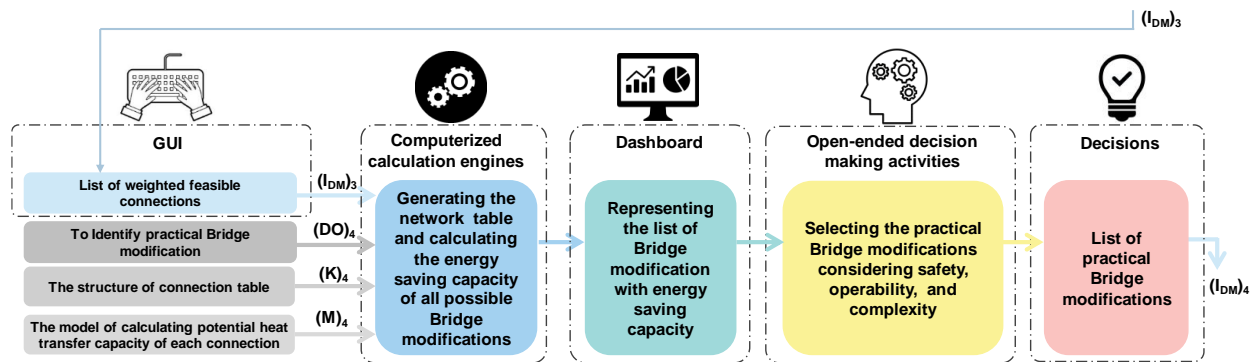 (IDM)3
GUI
List of weighted feasible
connections
(IDM)3
To Identify practical Bridge
modification
(DO)4
The structure of connection table
(K)4
The model of calculating potential heat
transfer capacity of each connection
(M)4
Computerized
calculation engines
Generating the
network table
and calculating
the energy
saving capacity
of all possible
Bridge
modifications
Dashboard
Representing
the list of
Bridge
modification
with energy
saving
capacity
Open-ended decision
making activities
Selecting the practical
Bridge modifications
considering safety,
operability, and
complexity
Decisions
List of
practical
Bridge
modifications
(IDM)4